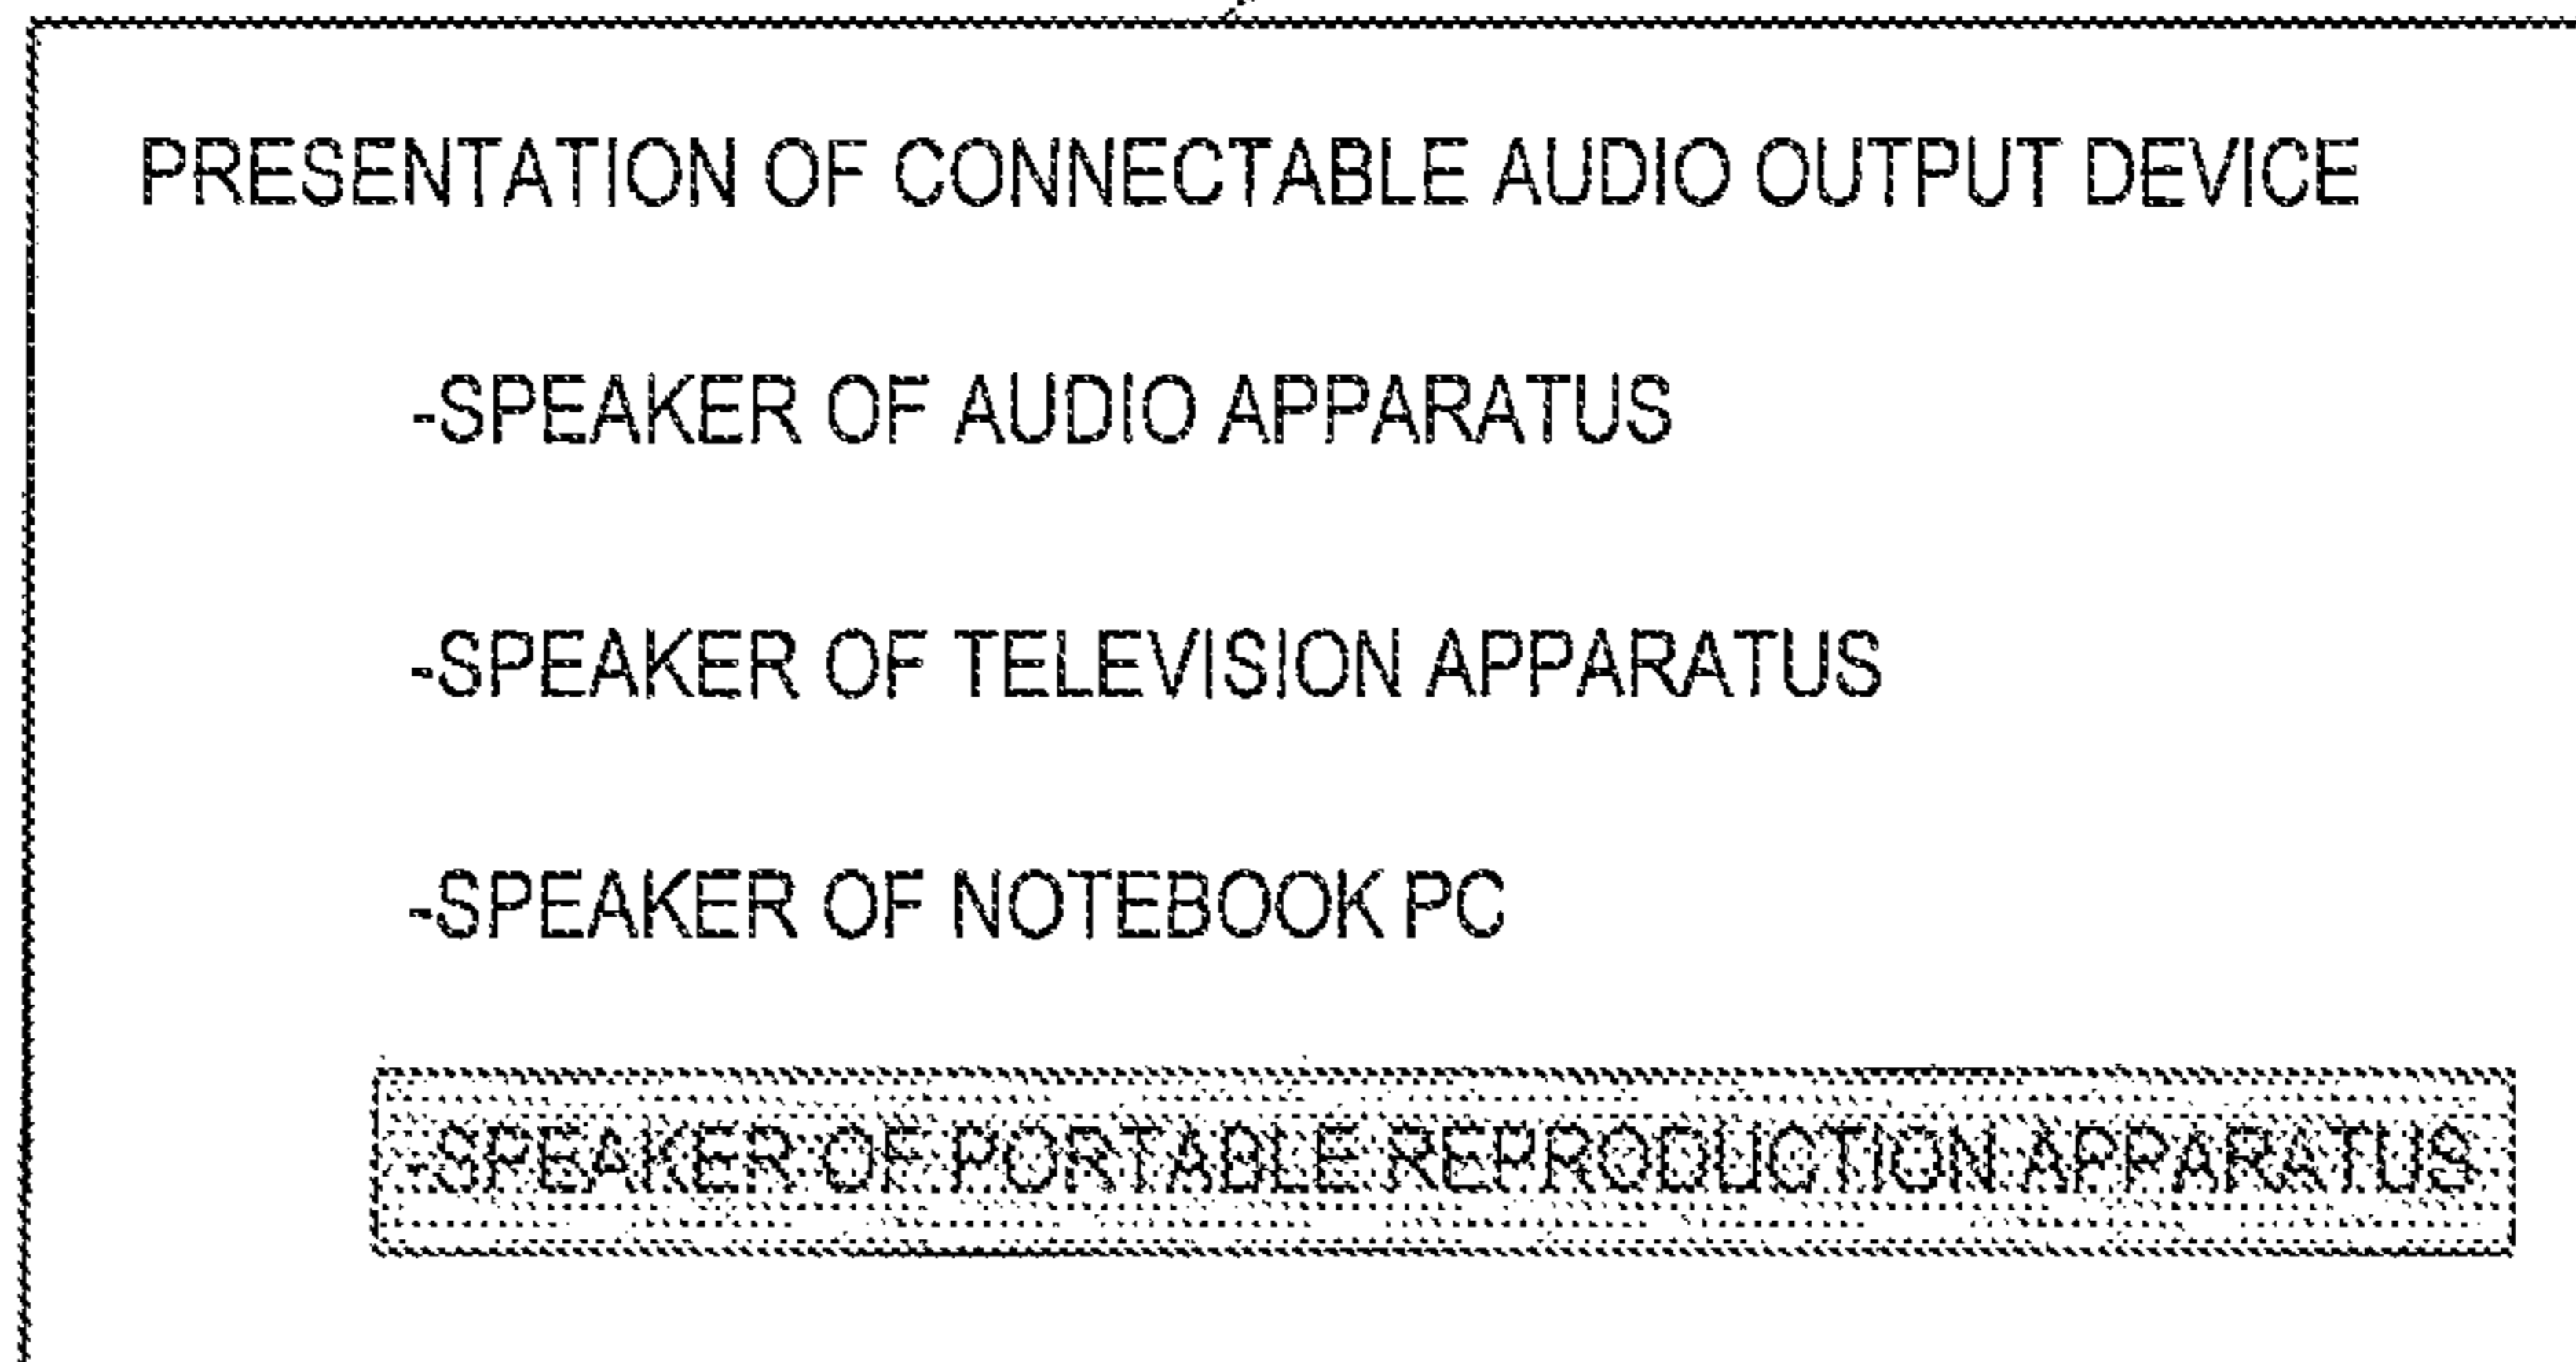 PRESENTATION OF CONNECTABLE AUDIO OUTPUT DEVICE
-SPEAKER OF AUDIO APPARATUS
-SPEAKER OF TELEVISION APPARATUS
-SPEAKER OF NOTEBOOK PC
-SPEAKER OF PORTABLE REPRODUCTION APPARATUS